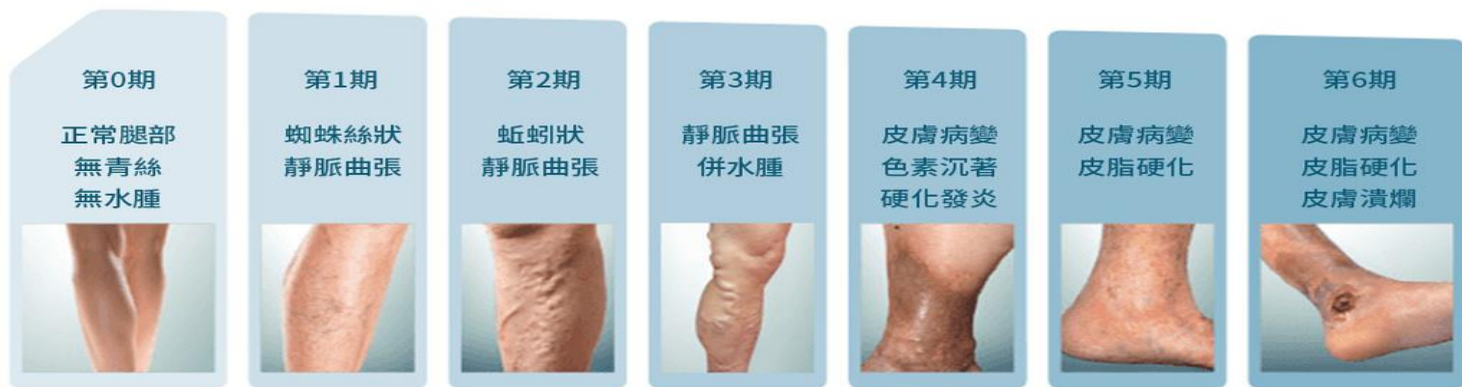 第0期
正常腿部
無青絲
無水腫
第1期
蜘蛛絲狀
靜脈曲張
第2期
蚯蚓狀
靜脈曲張
第3期
靜脈曲張
併水腫
第4期
皮膚病變
色素沉著
硬化發炎
第5期
皮膚病變
皮脂硬化
第6期
皮膚病變
皮脂硬化
皮膚潰爛